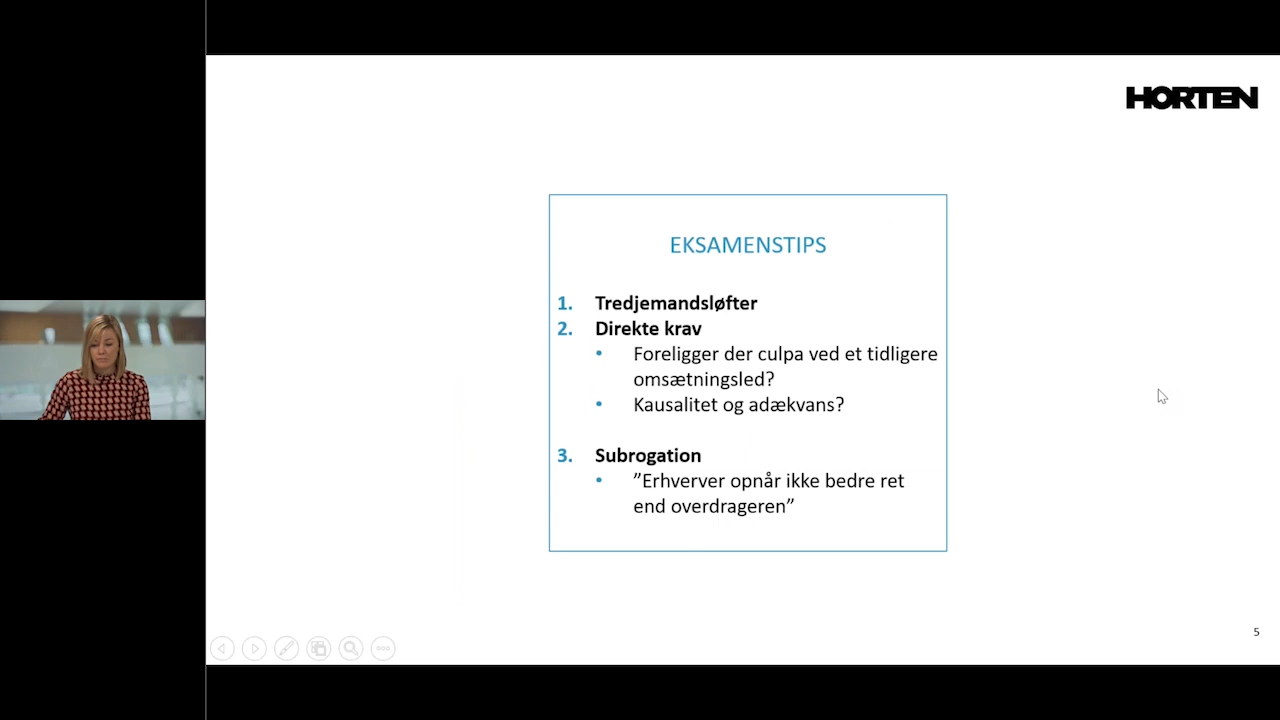 HORTEN
EKSAMENSTIPS
1. Tredjemandsløfter
2. Direkte krav
• Foreligger der culpa ved et tidligere
omsætningsled?
• Kausalitet og adækvans?
3. Subrogation
• ”Erhverver opnår ikke bedre ret
end overdrageren”
5